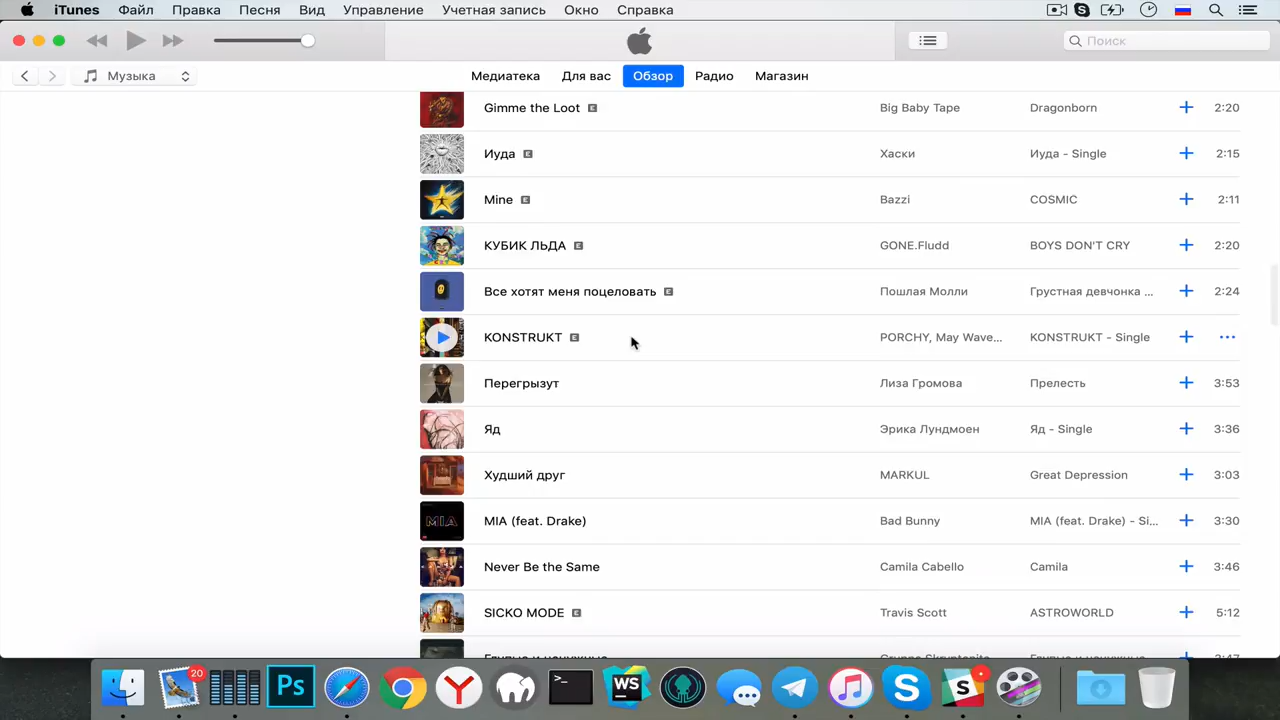 iTunes Файл Правка Песня Вид Управление Учетная запись Окно Справка
Поиск
Музыка Медиатека Для вас Обзор Радио Магазин
Gimme the Loot E Big Baby Tape Dragonborn 2:20
Иуда E Хаски Иуда - Single 2:15
Mine E Bazzi COSMIC 2:11
КУБИК ЛЬДА E GONE.Fludd BOYS DON'T CRY 2:20
Все хотят меня поцеловать E Пошлая Молли Грустная девчонка ... 2:24
KONSTRUKT E PORCHY, May Wave... KONSTRUKT - Single
Перегрызут Лиза Громова Прелесть 3:53
Яд Эрика Лундмоен Яд - Single 3:36
Худший друг MARKUL Great Depression 3:03
MIA
MIA (feat. Drake) Bad Bunny MIA (feat. Drake) - Si... 3:30
Never Be the Same Camila Cabello Camila 3:46
SICKO MODE E Travis Scott ASTROWORLD 5:12
20
Ps
WS